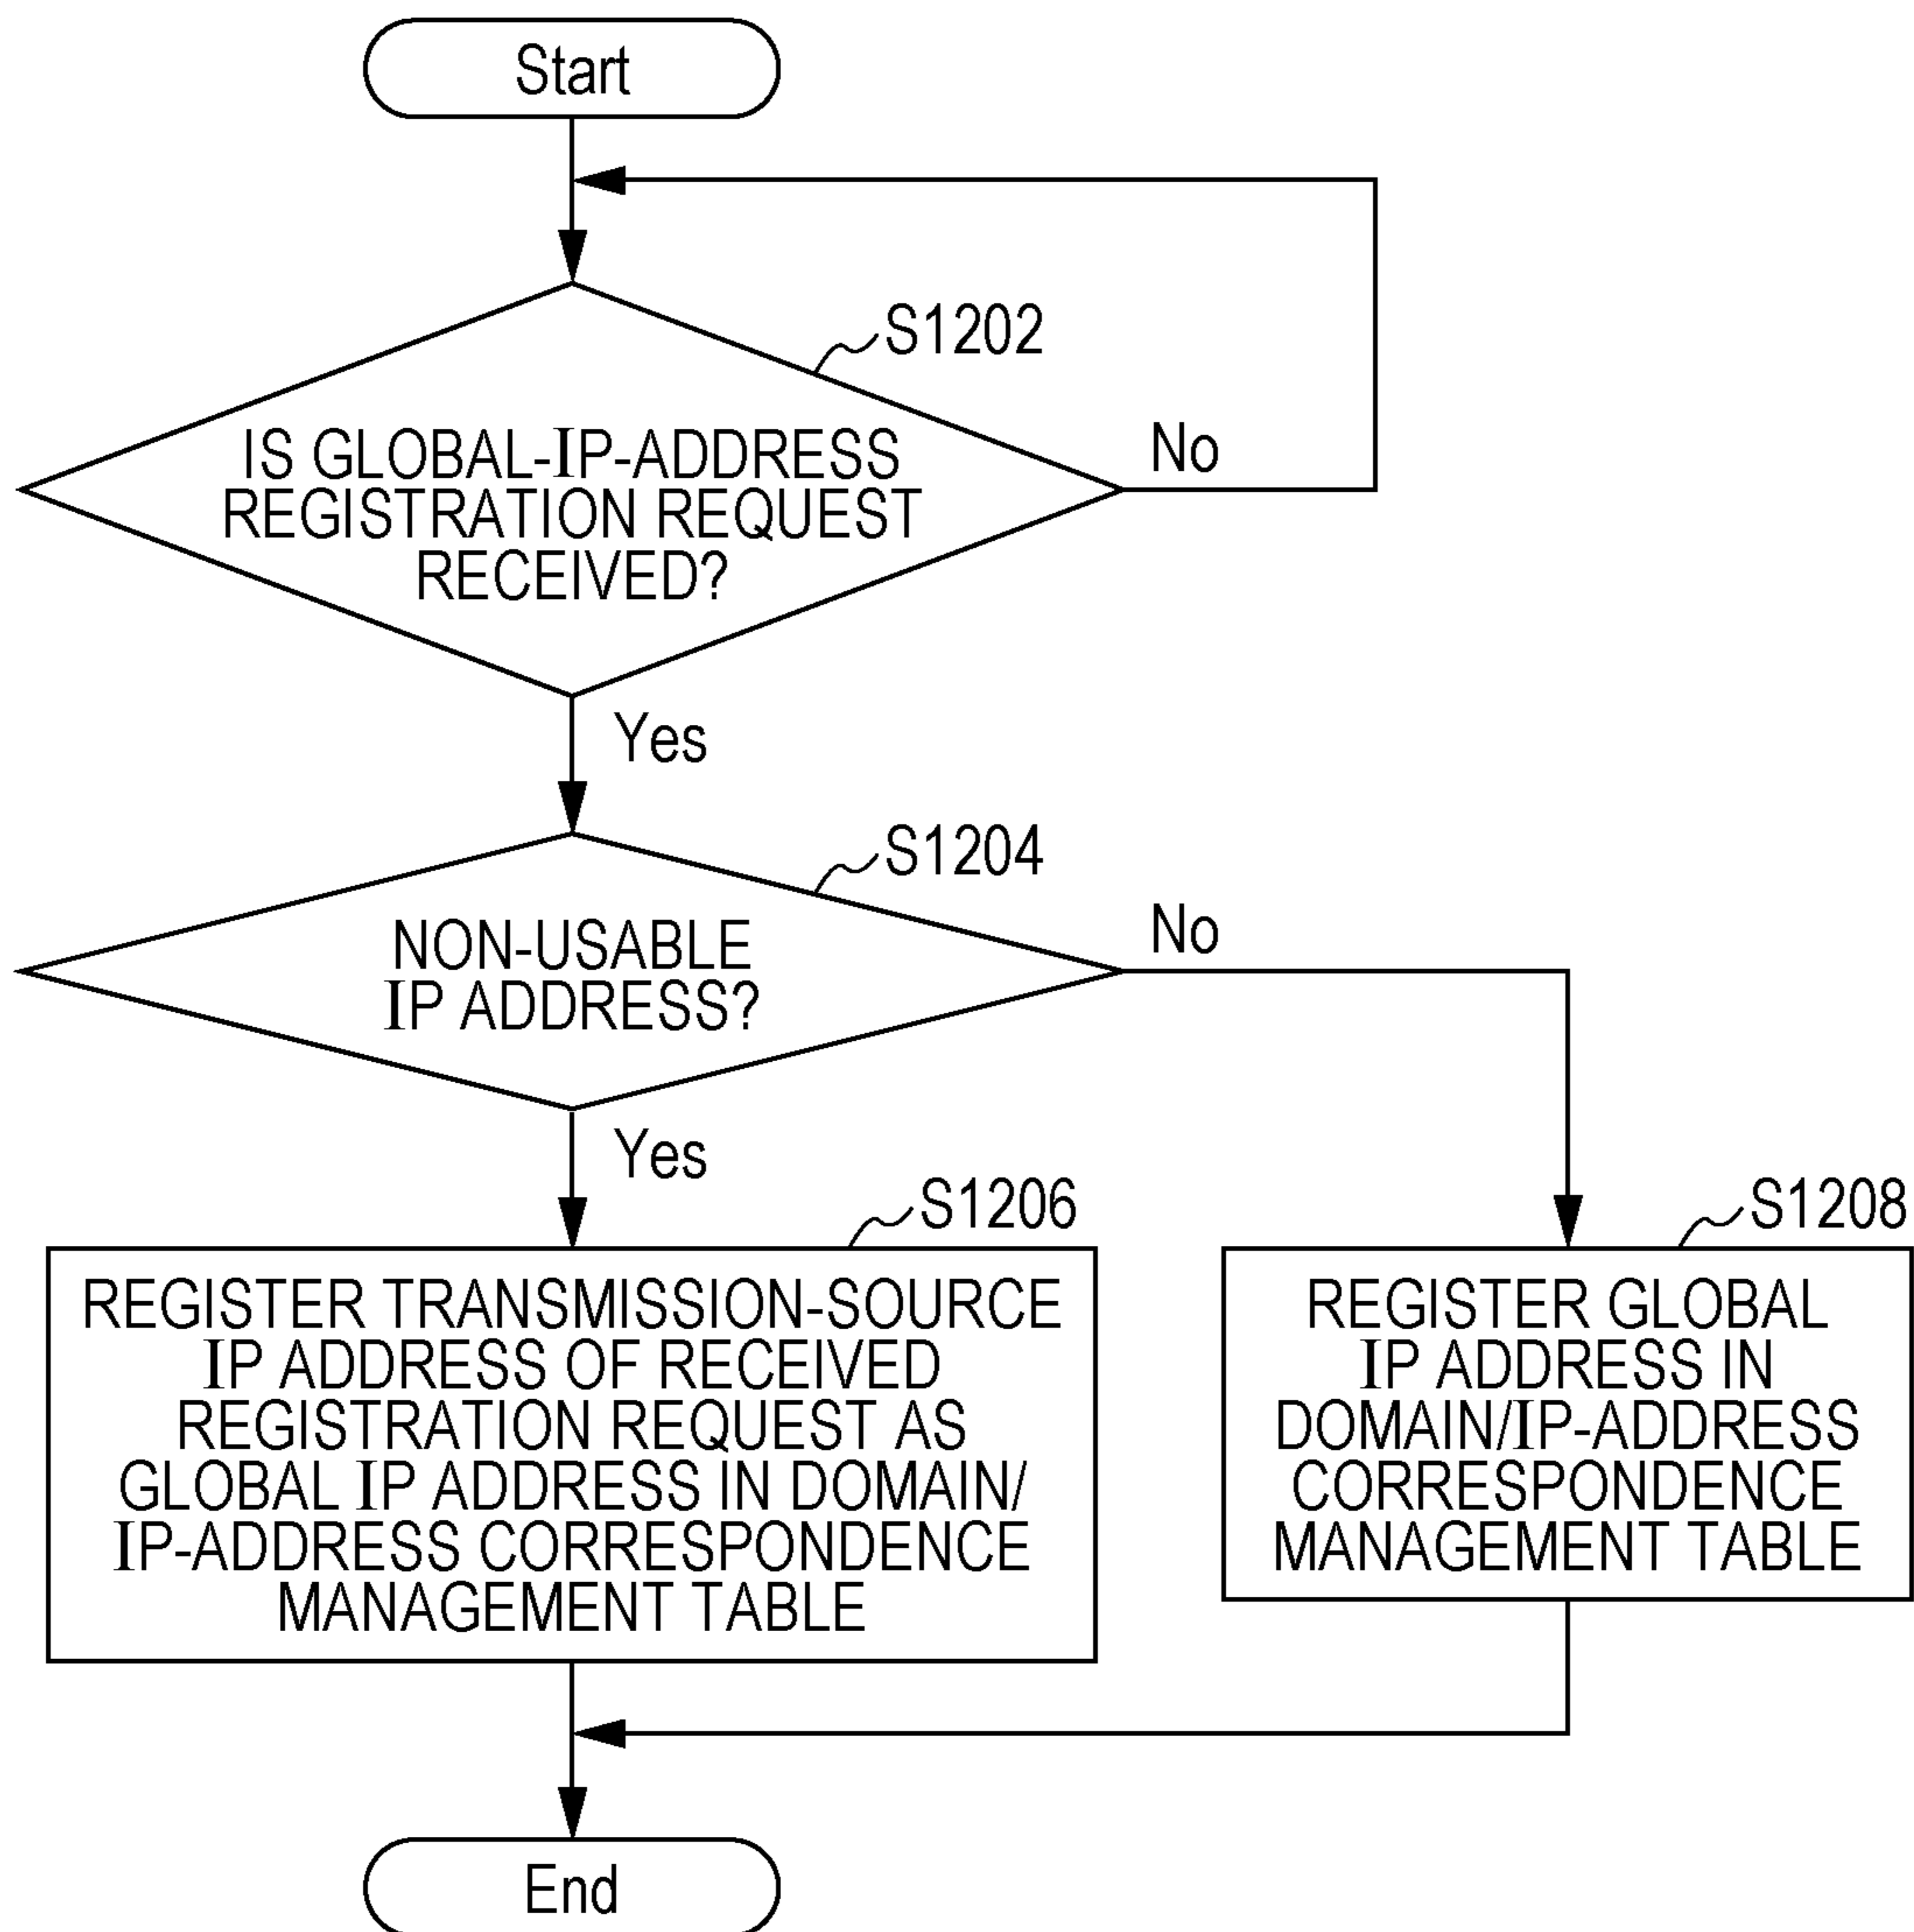 Start
S1202
IS GLOBAL-IP-ADDRESS
REGISTRATION REQUEST
RECEIVED?
No
Yes
S1204
NON-USABLE
IP ADDRESS?
No
Yes
S1206
REGISTER TRANSMISSION-SOURCE
IP ADDRESS OF RECEIVED
REGISTRATION REQUEST AS
GLOBAL IP ADDRESS IN DOMAIN/
IP-ADDRESS CORRESPONDENCE
MANAGEMENT TABLE
S1208
REGISTER GLOBAL
IP ADDRESS IN
DOMAIN/IP-ADDRESS
CORRESPONDENCE
MANAGEMENT TABLE
End